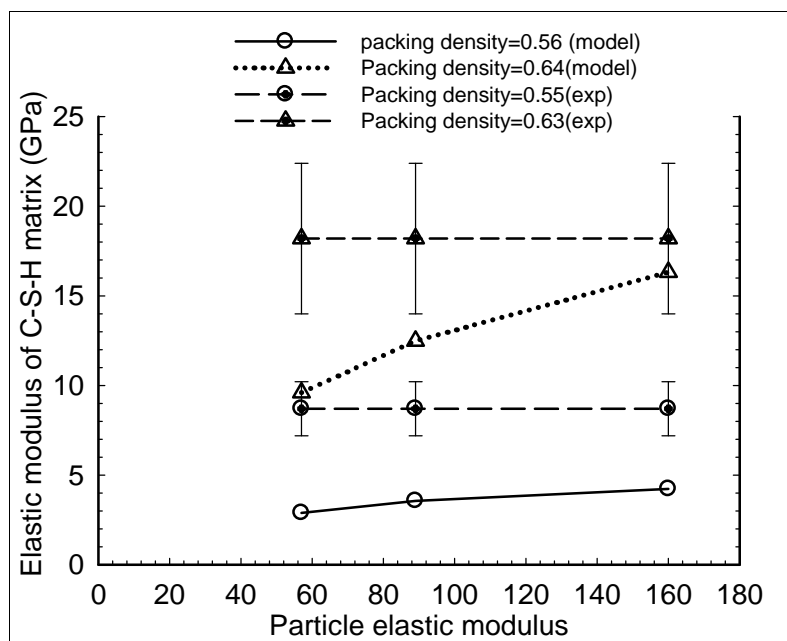 packing density=0.56 (model)
Packing density=0.64(model)
Packing density=0.55(exp)
Packing density=0.63(exp)
Elastic modulus of C-S-H matrix (GPa)
25
20
15
10
5
0
0 20 40 60 80 100 120 140 160 180
Particle elastic modulus